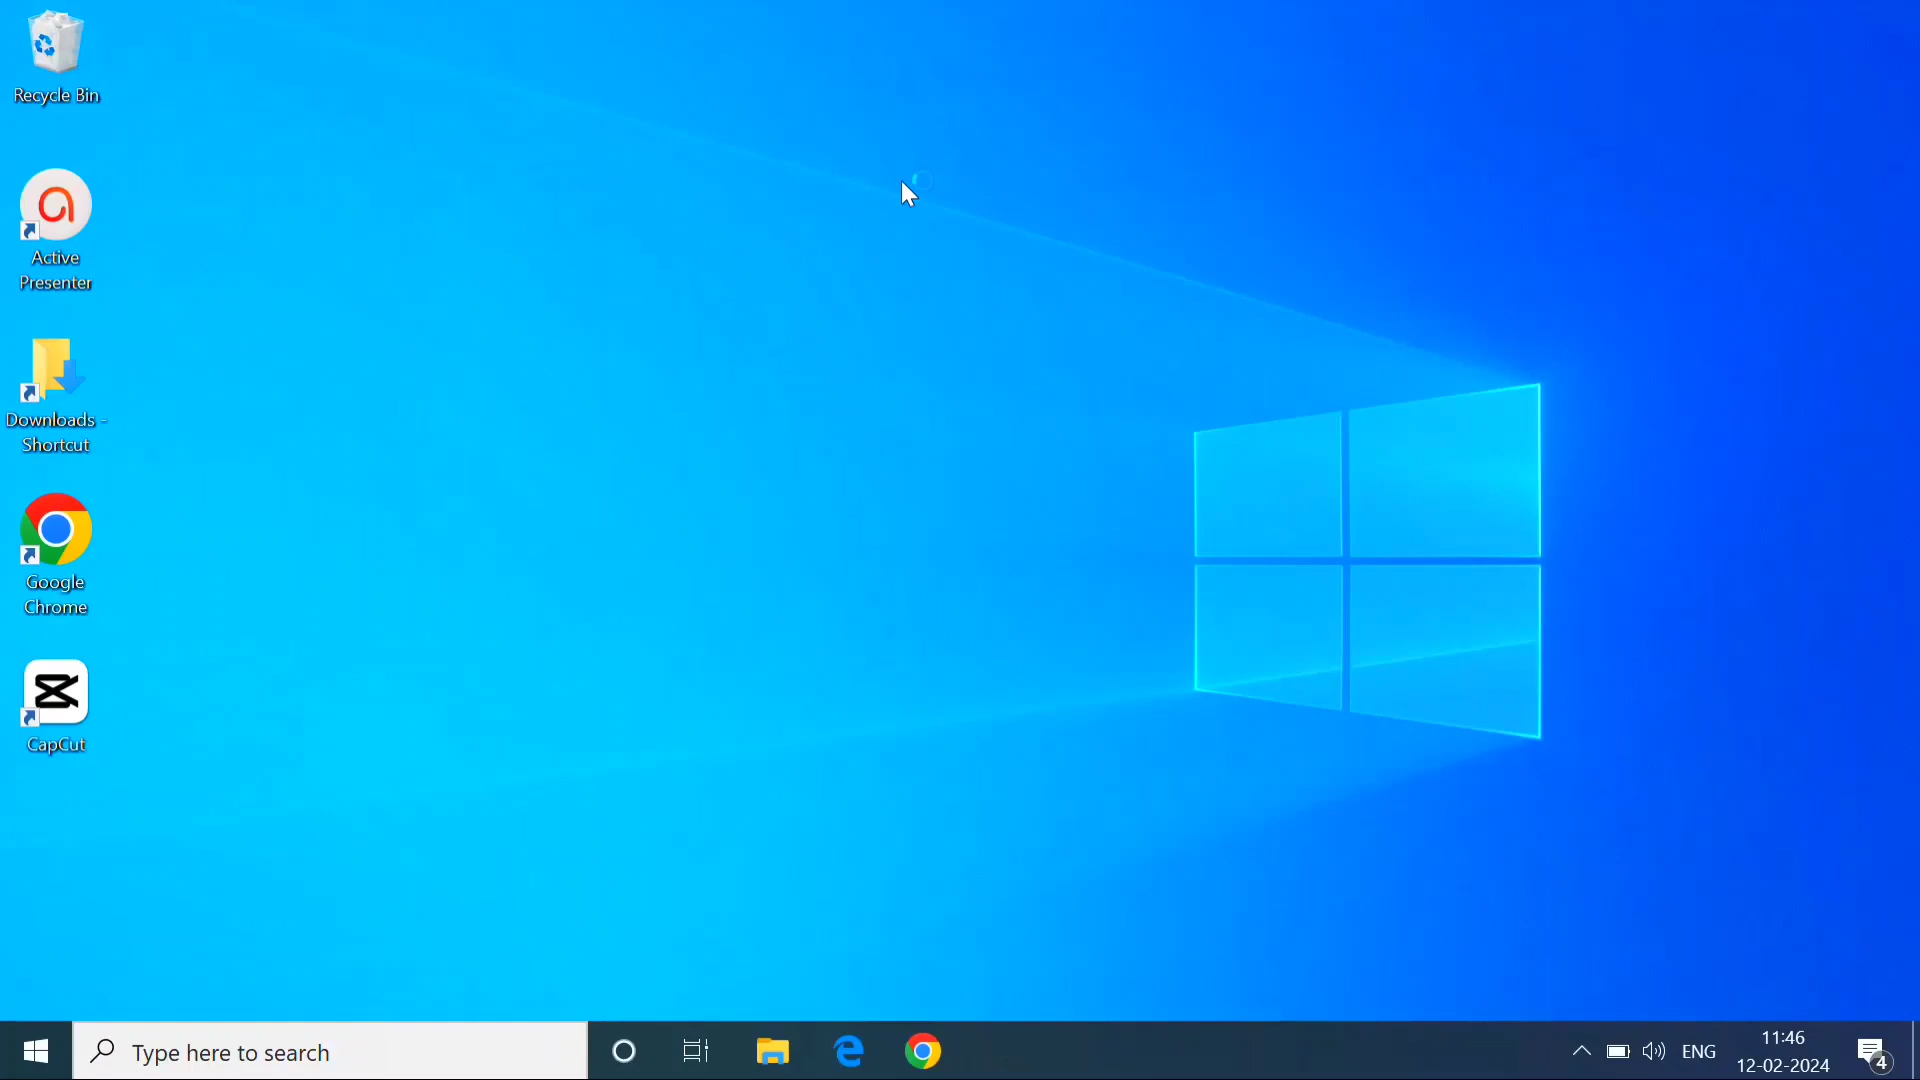 Recycle Bin
Active
Presenter
Downloads -
Shortcut
Google
Chrome
CapCut
Type here to search
ENG
11:46
12-02-2024
4